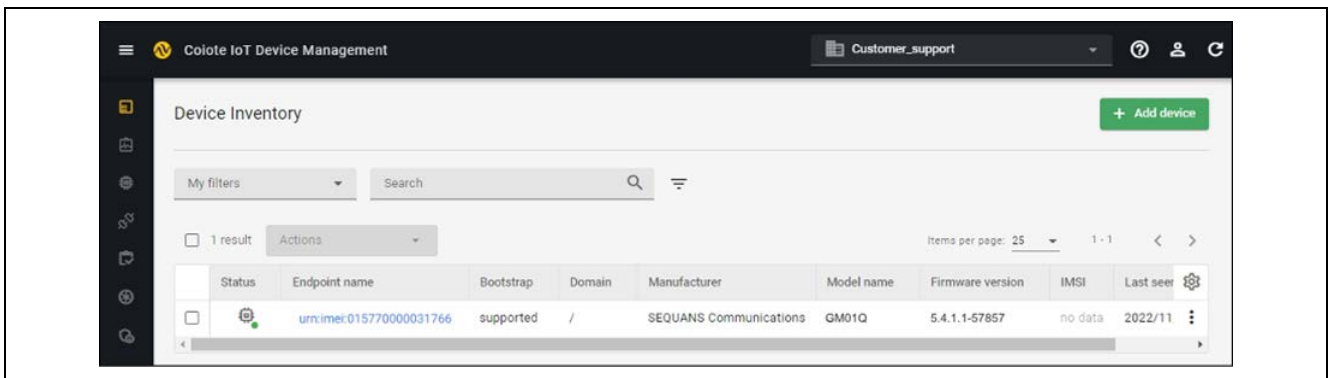 Coiote IoT Device Management
Customer_support
Device Inventory
+ Add device
My filters
Search
1 result
Actions
Items per page: 25
1 - 1
Status Endpoint name Bootstrap Domain Manufacturer Model name Firmware version IMSI Last seen
urn:imei:015770000031766 supported / SEQUANS Communications GM01Q 5.4.1.1-57857 no data 2022/11